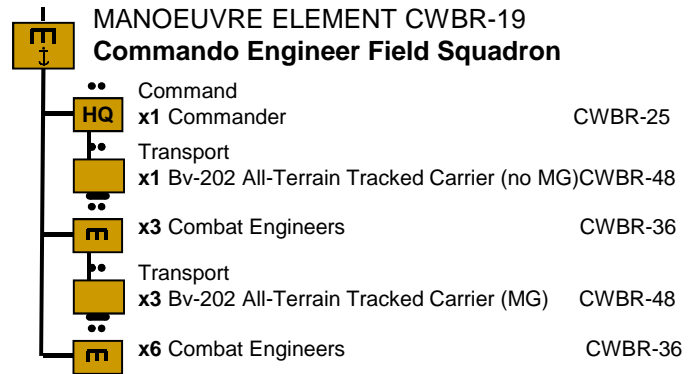 MANOEUVRE ELEMENT CWBR-19
Commando Engineer Field Squadron
Command
HQ x1 Commander CWBR-25
Transport
x1 Bv-202 All-Terrain Tracked Carrier (no MG)CWBR-48
x3 Combat Engineers CWBR-36
Transport
x3 Bv-202 All-Terrain Tracked Carrier (MG) CWBR-48
x6 Combat Engineers CWBR-36